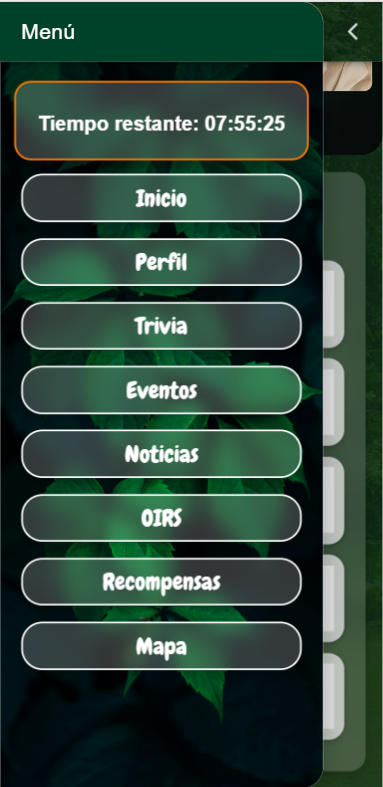 Menú
Tiempo restante: 07:55:25
Inicio
Perfil
Trivia
Eventos
Noticias
OIRS
Recompensas
Mapa